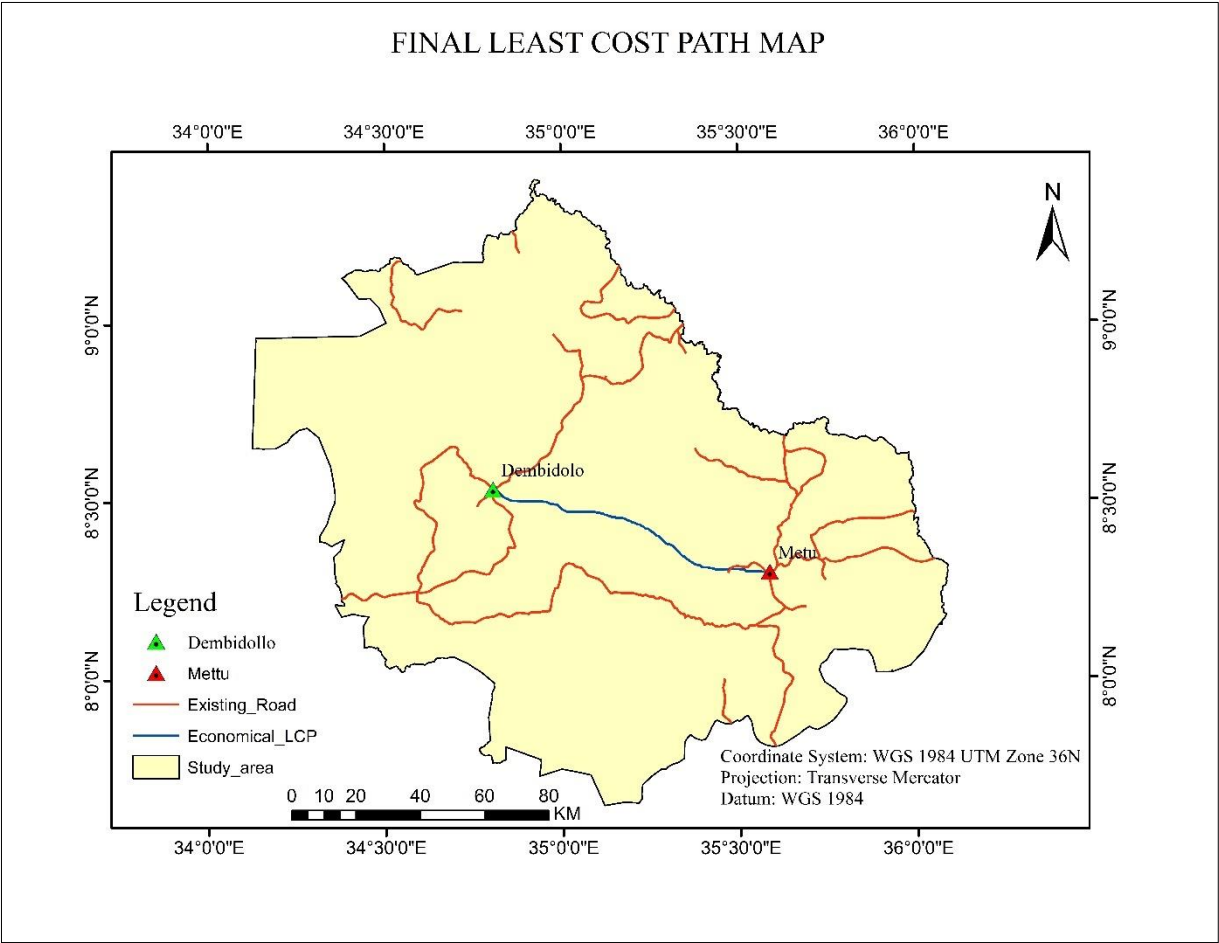 FINAL LEAST COST PATH MAP
34°0'0"E 34°30'0"E 35°0'0"E 35°30'0"E 36°0'0"E
N
9°0'0"N 9°0'0"N
Dembidolo
8°30'0"N 8°30'0"N
Metu
Legend
Dembidollo
Mettu
8°0'0"N 8°0'0"N
Existing_Road
Economical_LCP
Study_area
Coordinate System: WGS 1984 UTM Zone 36N
Projection: Transverse Mercator
Datum: WGS 1984
0 10 20 40 60 80
KM
34°0'0"E 34°30'0"E 35°0'0"E 35°30'0"E 36°0'0"E